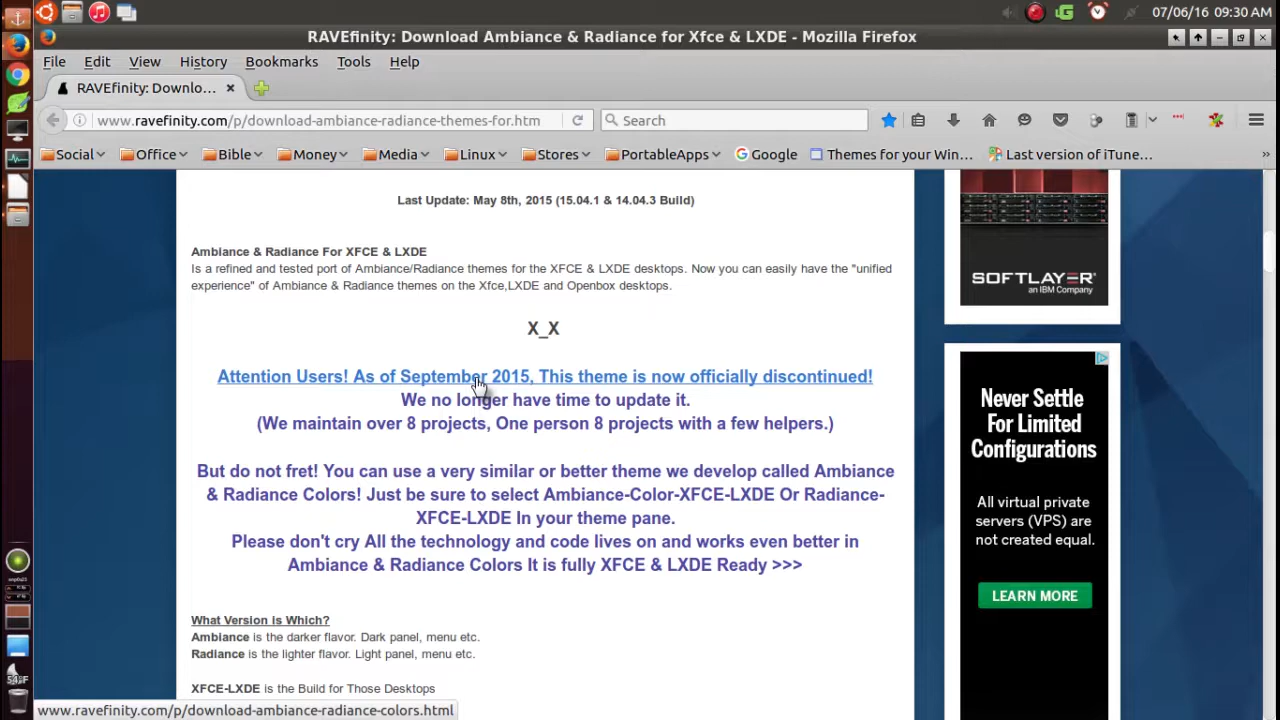 07/06/16 09:30 AM
RAVEfinity: Download Ambiance & Radiance for Xfce & LXDE - Mozilla Firefox
File Edit View History Bookmarks Tools Help
RAVEfinity: Downlo...
www.ravefinity.com/p/download-ambiance-radiance-themes-for.htm
Search
Social Office Bible Money Media Linux Stores PortableApps Google Themes for your Win... Last version of iTune...
Last Update: May 8th, 2015 (15.04.1 & 14.04.3 Build)
Ambiance & Radiance For XFCE & LXDE
Is a refined and tested port of Ambiance/Radiance themes for the XFCE & LXDE desktops. Now you can easily have the "unified
experience" of Ambiance & Radiance themes on the Xfce,LXDE and Openbox desktops.
X_X
Attention Users! As of September 2015, This theme is now officially discontinued!
We no longer have time to update it.
(We maintain over 8 projects, One person 8 projects with a few helpers.)
But do not fret! You can use a very similar or better theme we develop called Ambiance
& Radiance Colors! Just be sure to select Ambiance-Color-XFCE-LXDE Or Radiance-
XFCE-LXDE In your theme pane.
Please don't cry All the technology and code lives on and works even better in
Ambiance & Radiance Colors It is fully XFCE & LXDE Ready >>>
What Version is Which?
Ambiance is the darker flavor. Dark panel, menu etc.
Radiance is the lighter flavor. Light panel, menu etc.
XFCE-LXDE is the Build for Those Desktops
www.ravefinity.com/p/download-ambiance-radiance-colors.html
SOFTLAYER
an IBM Company
Never Settle
For Limited
Configurations
All virtual private
servers (VPS) are
not created equal.
LEARN MORE
54°F